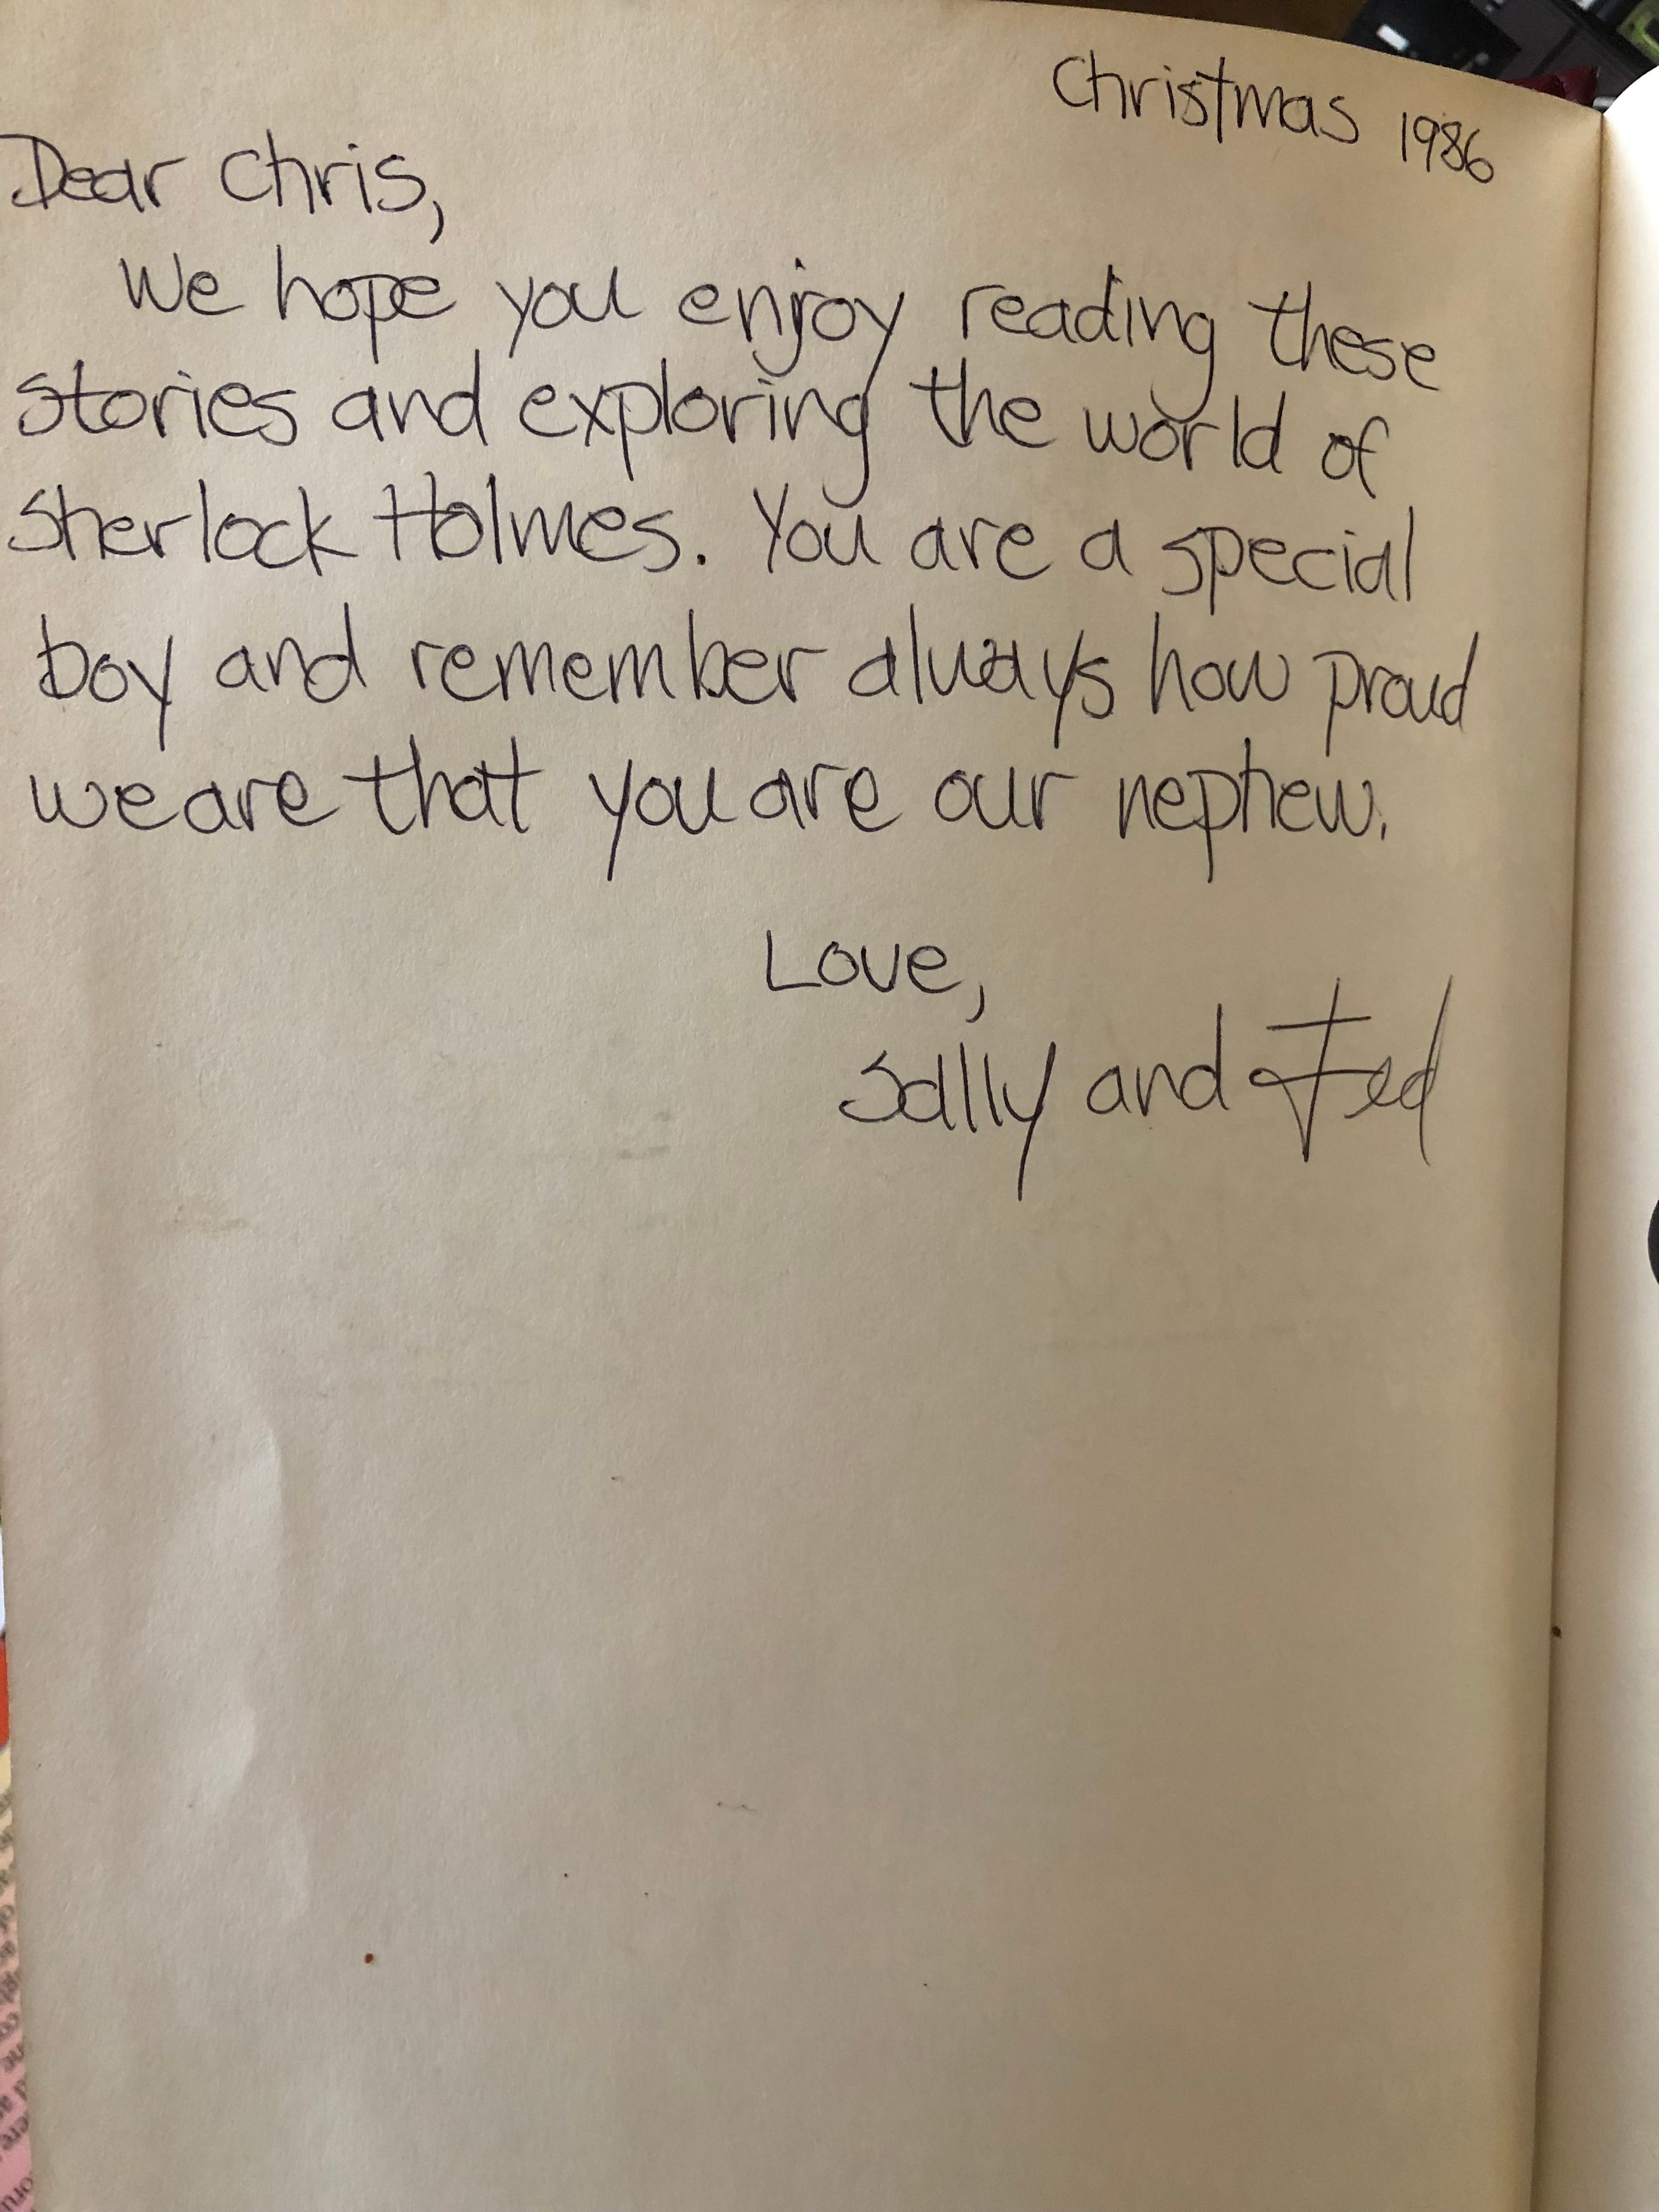 Christmas 1986
Dear Chris,
We hope you enjoy reading these
stories and exploring the world of
Sherlock Holmes. You are a special
boy and remember always how proud
we are that you are our nephew.
Love,
Sally and Ted